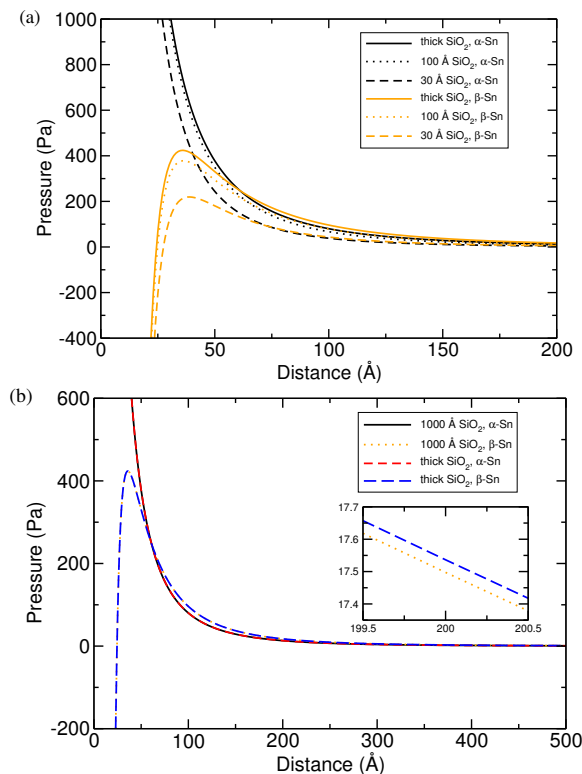 (a)
1000
800
600
400
200
0
-200
-400
Pressure (Pa)
thick SiO2, α-Sn
100 Å SiO2, α-Sn
30 Å SiO2, α-Sn
thick SiO2, β-Sn
100 Å SiO2, β-Sn
30 Å SiO2, β-Sn
0 50 100 150 200
Distance (Å)
(b)
600
400
200
0
-200
Pressure (Pa)
1000 Å SiO2, α-Sn
1000 Å SiO2, β-Sn
thick SiO2, α-Sn
thick SiO2, β-Sn
17.7
17.6
17.5
17.4
199.5 200 200.5
0 100 200 300 400 500
Distance (Å)